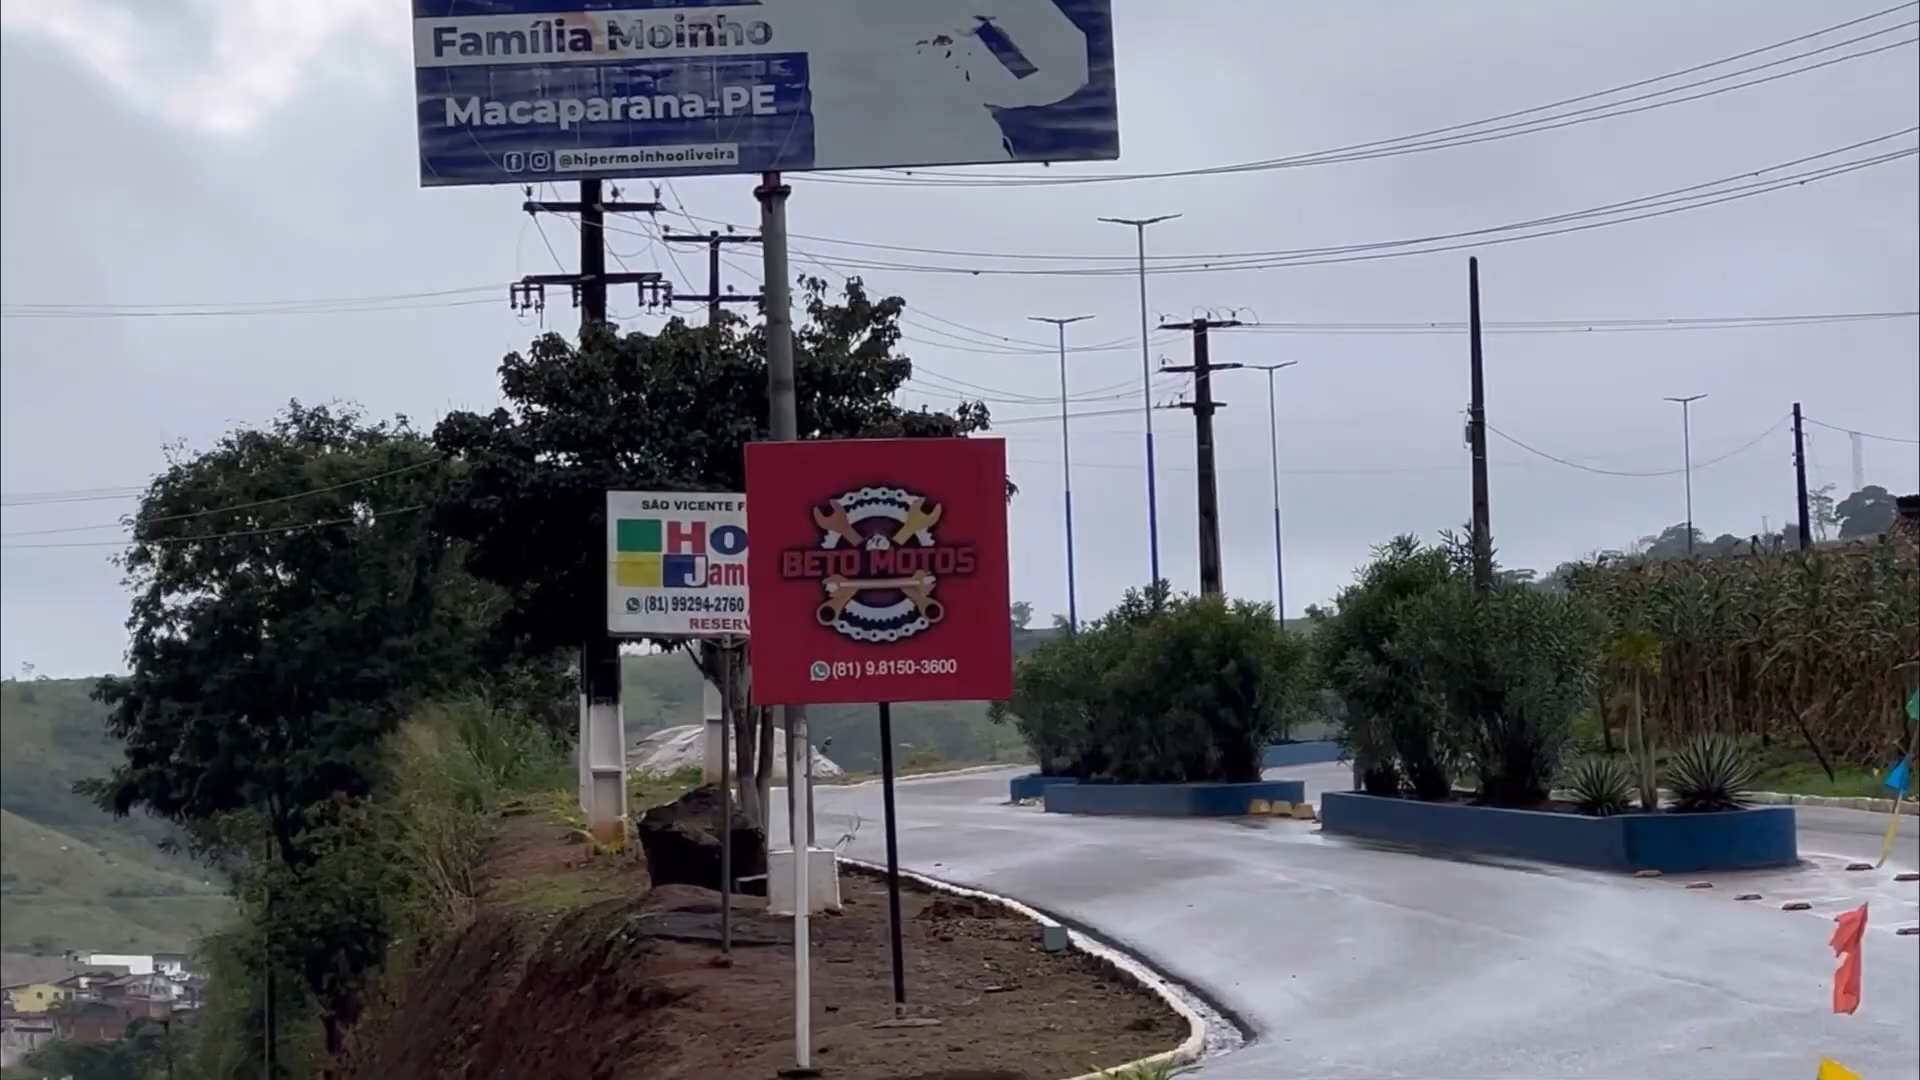 Família Moinho
Macaparana-PE
@hipermoinhooliveira
SÃO VICENTE F
HO
Jam
(81) 99294-2760
RESERV
BETO MOTOS
(81) 9.8150-3600